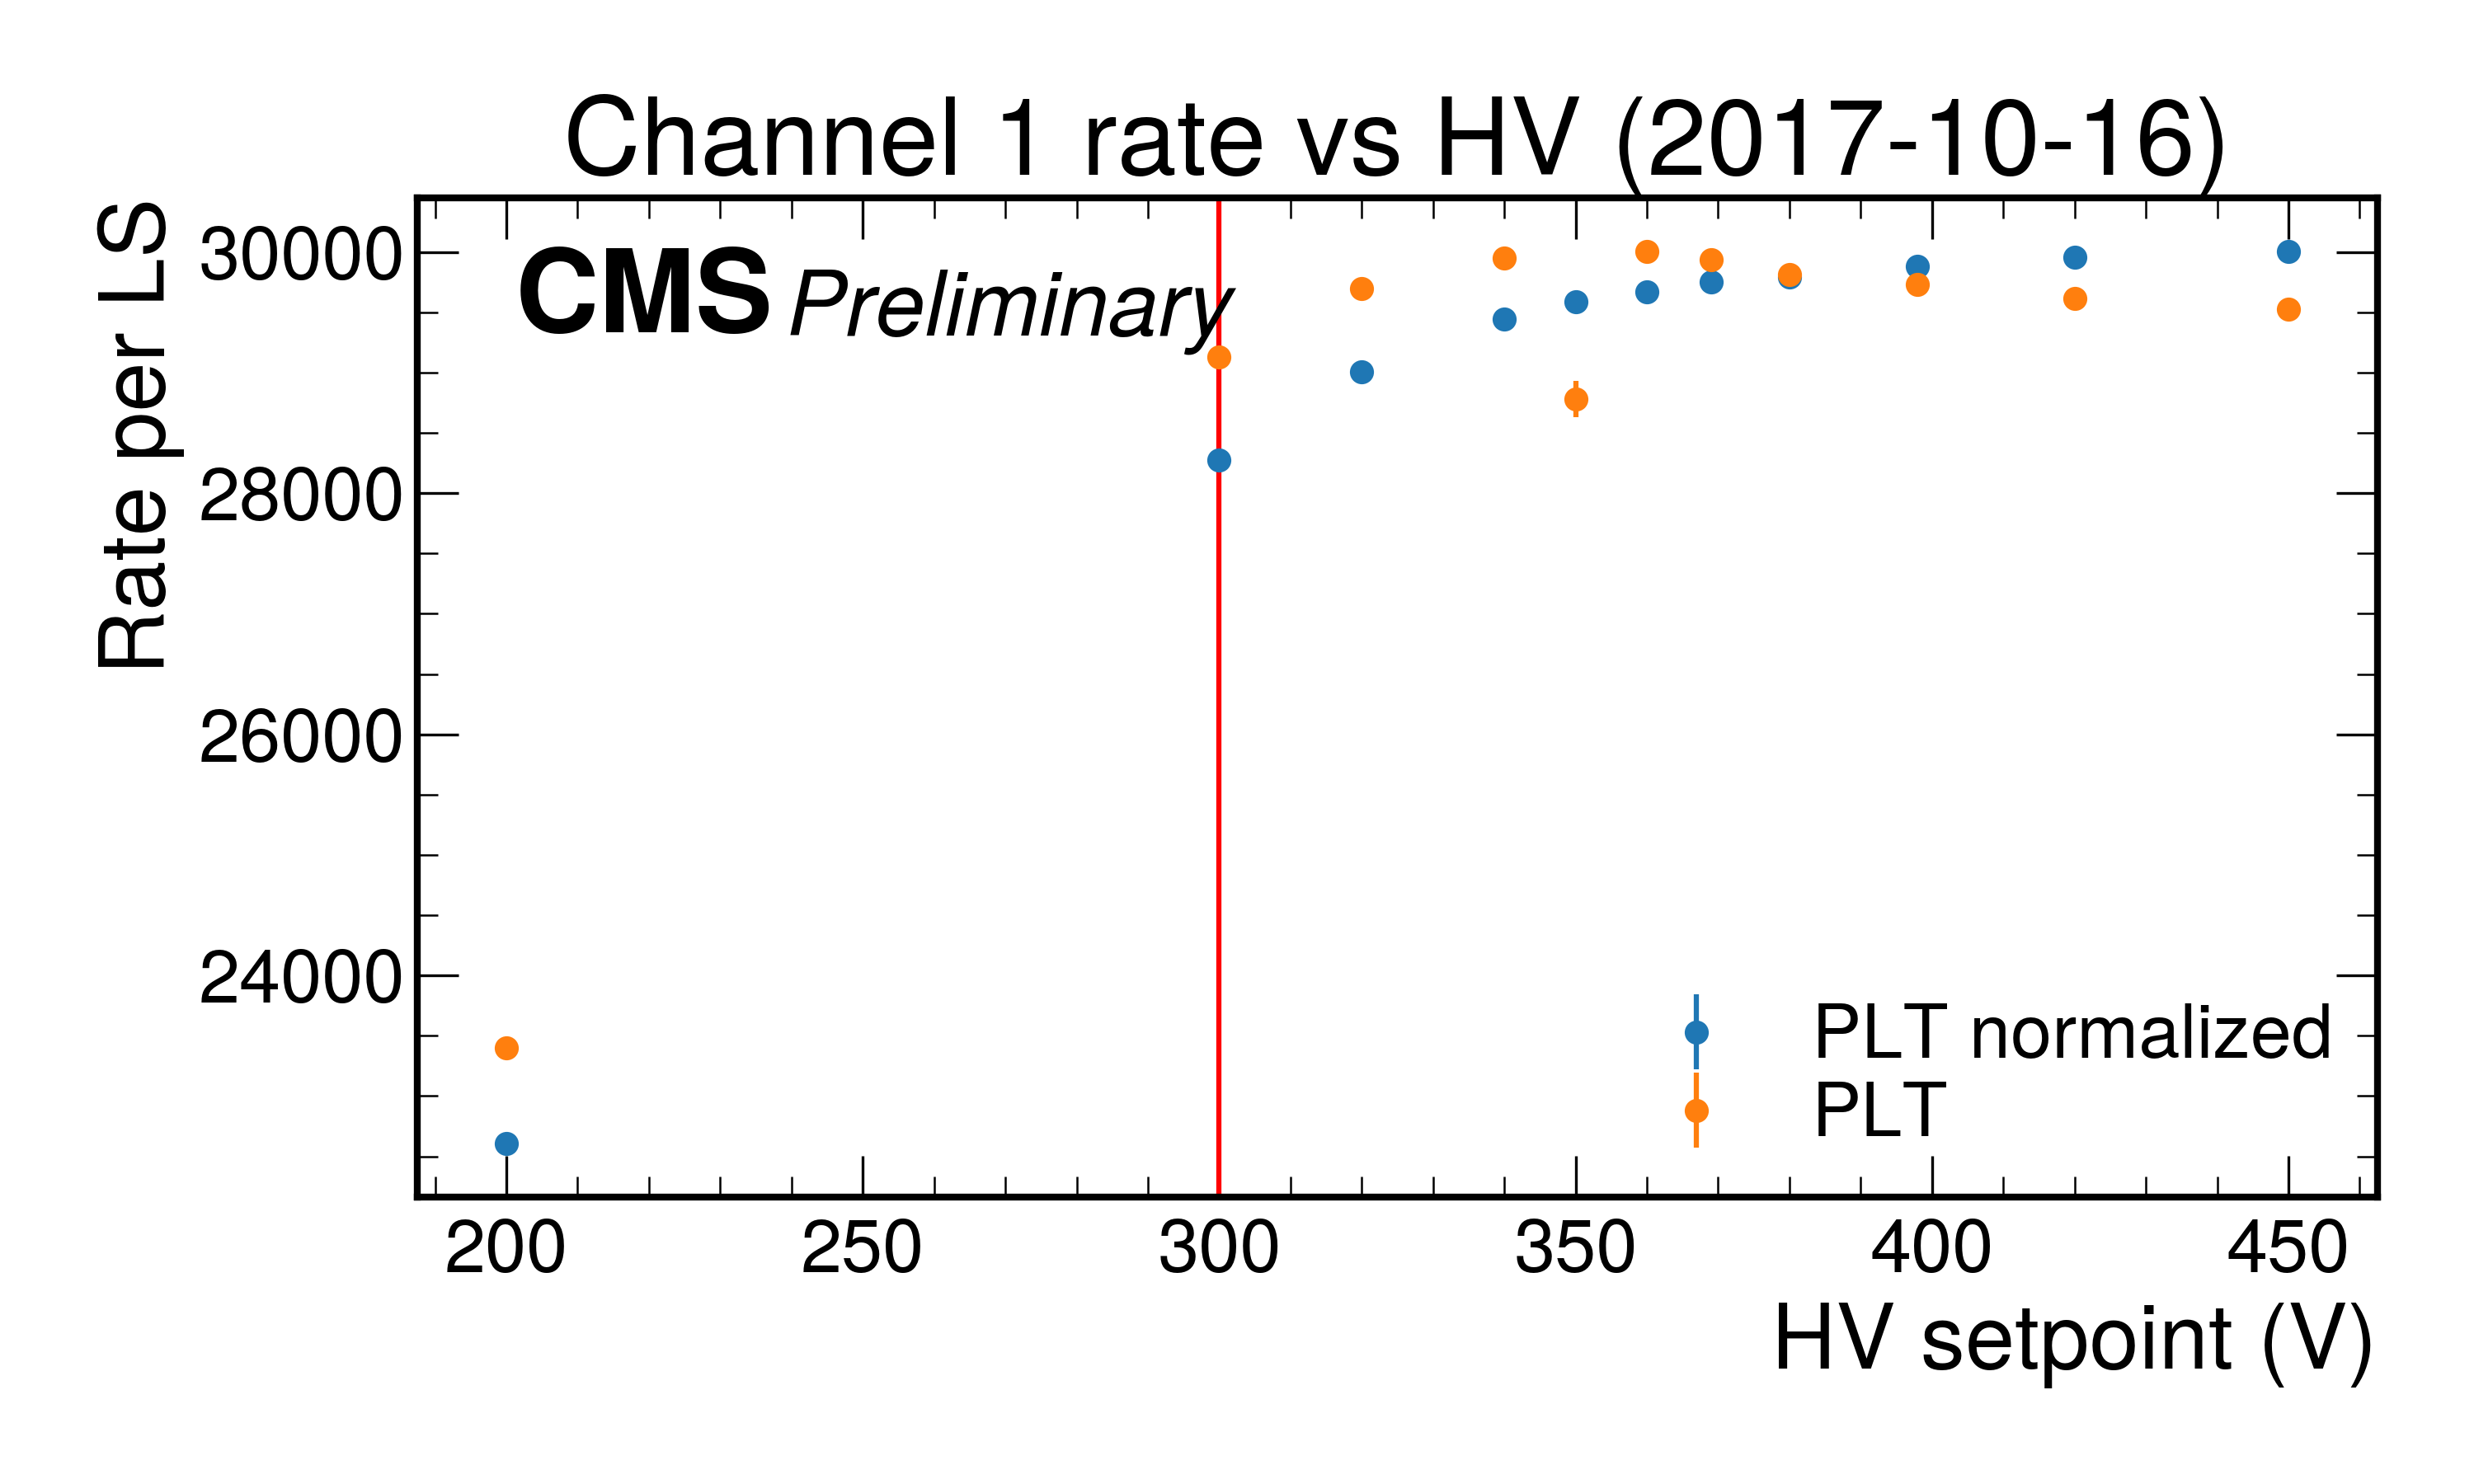 Channel 1 rate vs HV (2017-10-16)
CMS Preliminary
Rate per LS
30000
28000
26000
24000
PLT normalized
PLT
200 250 300 350 400 450
HV setpoint (V)